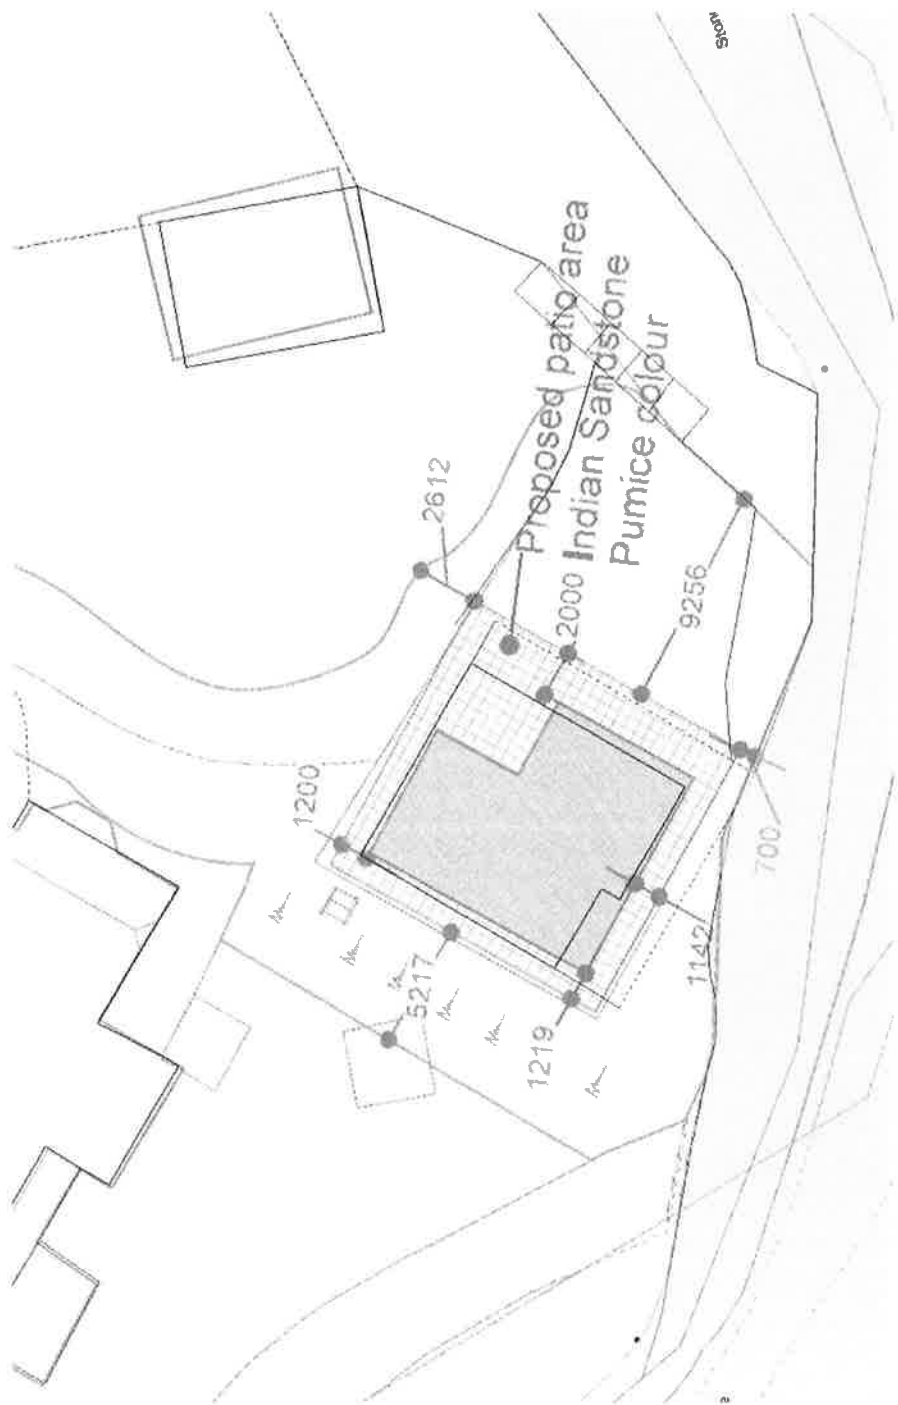 Proposed patio area
Indian Sandstone
Pumice colour
2612
2000
9256
1200
700
5217
1142
1219